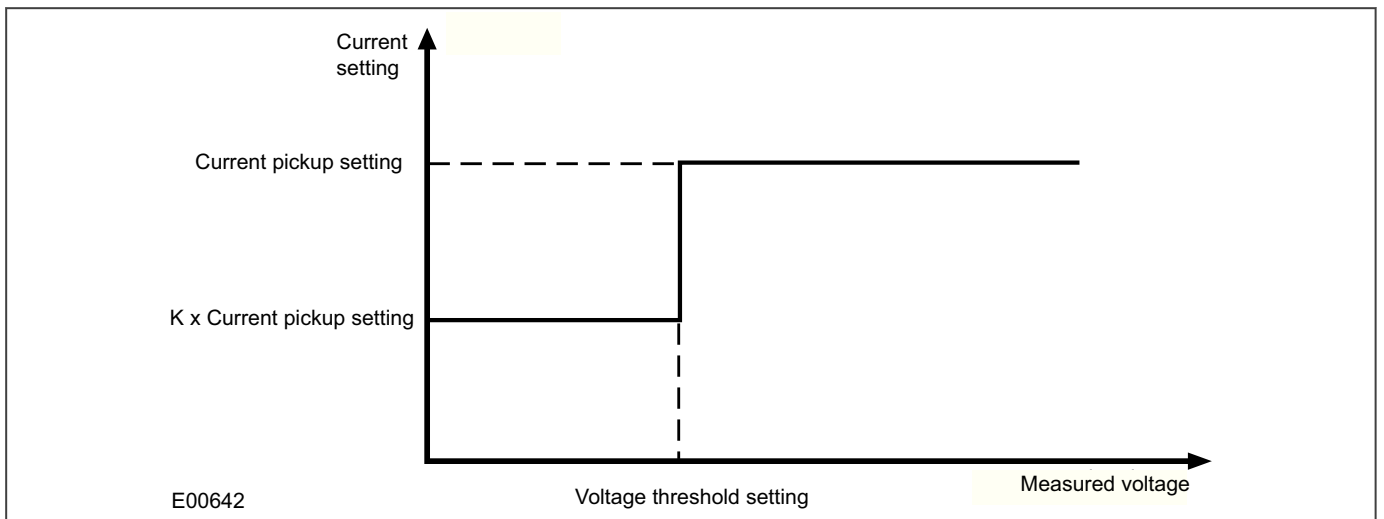 Current
setting
Current pickup setting
K x Current pickup setting
Measured voltage
Voltage threshold setting
E00642